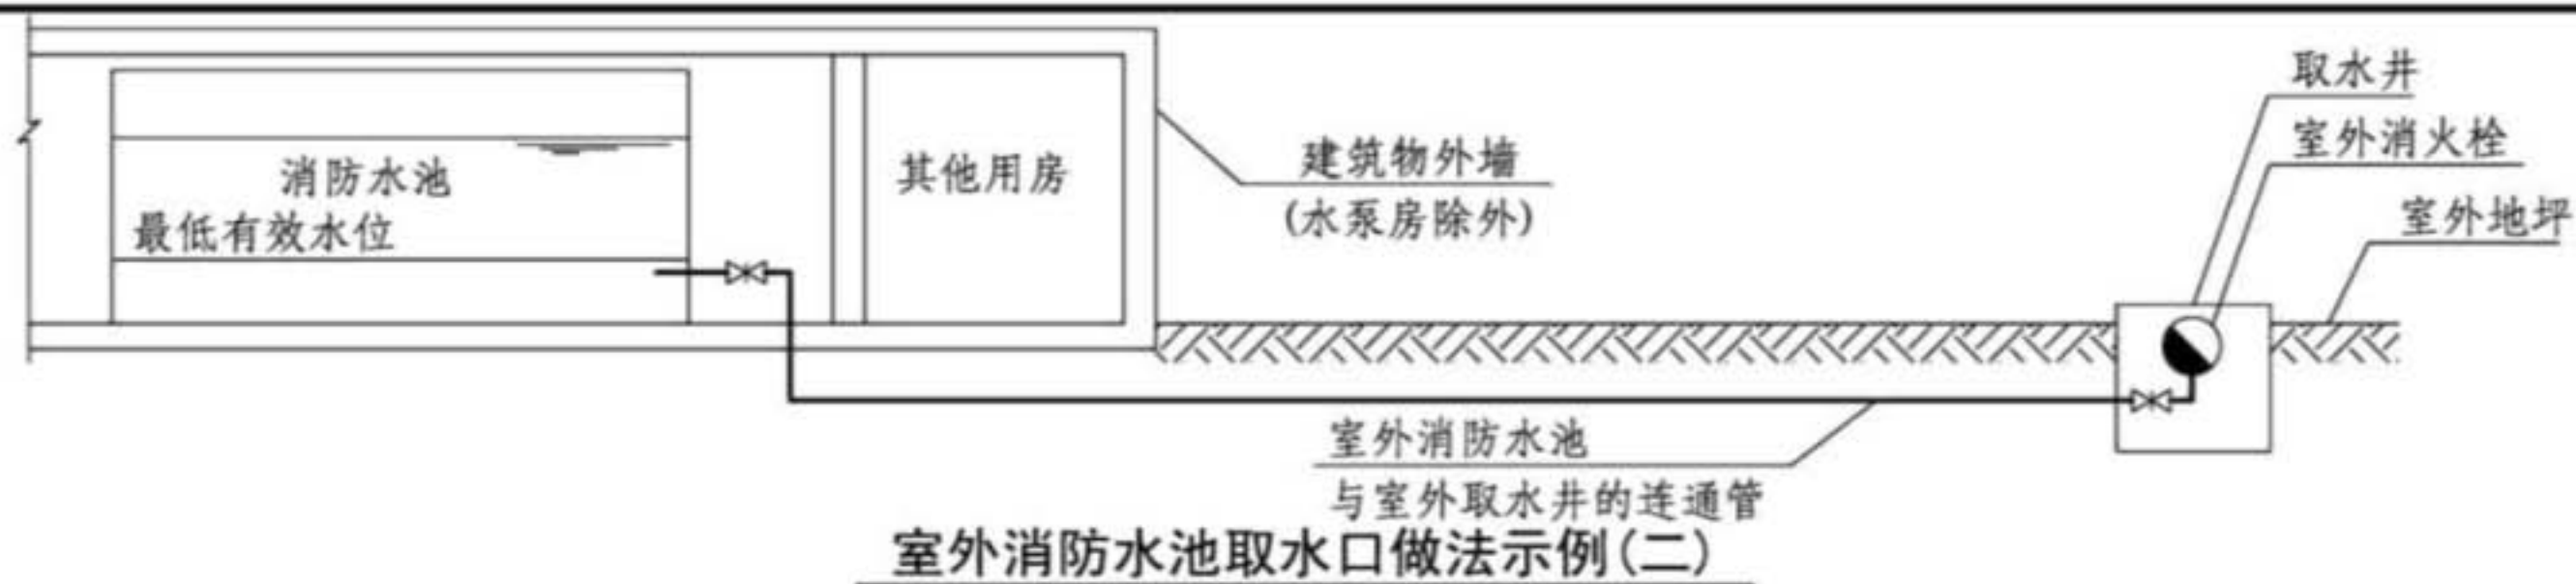 取水井
室外消火栓
建筑物外墙
(水泵房除外)
室外地坪
消防水池
最低有效水位
其他用房
室外消防水池
与室外取水井的连通管
室外消防水池取水口做法示例(二)